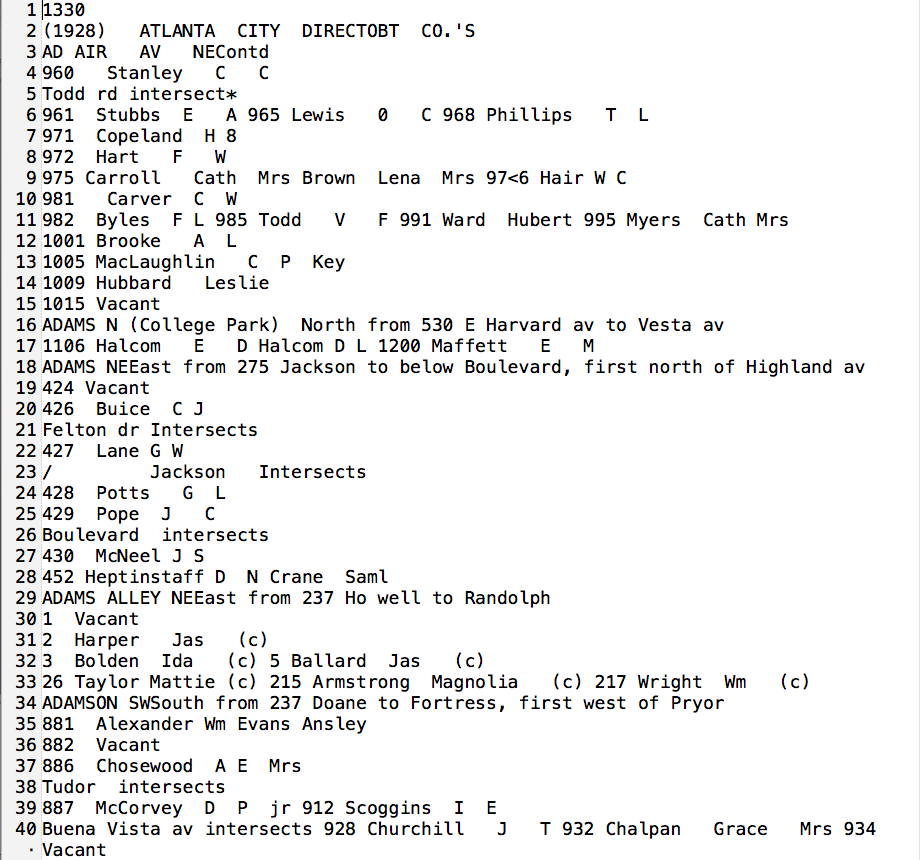 1 1330
2 (1928) ATLANTA CITY DIRECTOBT CO.'S
3 AD AIR AV NEContd
4 960 Stanley C C
5 Todd rd intersect*
6 961 Stubbs E A 965 Lewis 0 C 968 Phillips T L
7 971 Copeland H 8
8 972 Hart F W
9 975 Carroll Cath Mrs Brown Lena Mrs 97<6 Hair W C
10 981 Carver C W
11 982 Byles F L 985 Todd V F 991 Ward Hubert 995 Myers Cath Mrs
12 1001 Brooke A L
13 1005 MacLaughlin C P Key
14 1009 Hubbard Leslie
15 1015 Vacant
16 ADAMS N (College Park) North from 530 E Harvard av to Vesta av
17 1106 Halcom E D Halcom D L 1200 Maffett E M
18 ADAMS NEEast from 275 Jackson to below Boulevard, first north of Highland av
19 424 Vacant
20 426 Buice C J
21 Felton dr Intersects
22 427 Lane G W
23 / Jackson Intersects
24 428 Potts G L
25 429 Pope J C
26 Boulevard intersects
27 430 McNeel J S
28 452 Heptinstaff D N Crane Saml
29 ADAMS ALLEY NEEast from 237 Ho well to Randolph
30 1 Vacant
31 2 Harper Jas (c)
32 3 Bolden Ida (c) 5 Ballard Jas (c)
33 26 Taylor Mattie (c) 215 Armstrong Magnolia (c) 217 Wright Wm (c)
34 ADAMSON SWSouth from 237 Doane to Fortress, first west of Pryor
35 881 Alexander Wm Evans Ansley
36 882 Vacant
37 886 Chosewood A E Mrs
38 Tudor intersects
39 887 McCorvey D P jr 912 Scoggins I E
40 Buena Vista av intersects 928 Churchill J T 932 Chalpan Grace Mrs 934
· Vacant